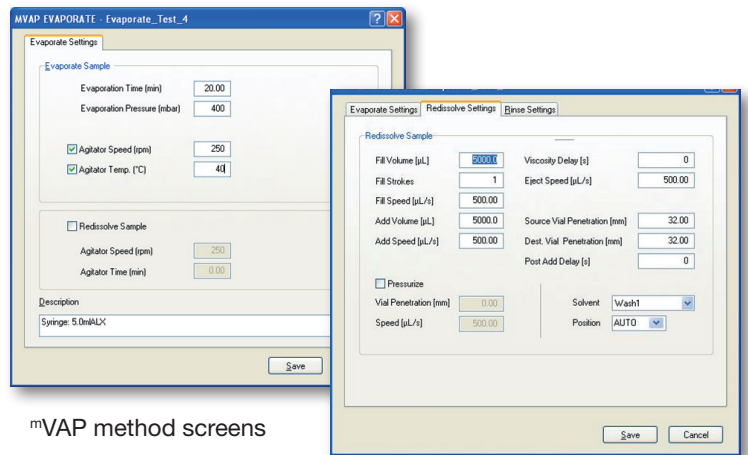 MVAP EVAPORATE - Evaporate_Test_4
Evaporate Settings
Evaporate Sample
Evaporation Time (min) 20.00
Evaporation Pressure (mbar) 400
Agitator Speed (rpm) 250
Agitator Temp. (°C) 40
Redissolve Sample
Agitator Speed (rpm) 250
Agitator Time (min) 0.00
Description
Syringe: 5.0mlALX
Save
Evaporate Settings Redissolve Settings Rinse Settings
Redissolve Sample
Fill Volume [µL] 5000.0 Viscosity Delay [s] 0
Fill Strokes 1 Eject Speed [µL/s] 500.00
Fill Speed [µL/s] 500.00
Add Volume [µL] 5000.0 Source Vial Penetration [mm] 32.00
Add Speed [µL/s] 500.00 Dest. Vial Penetration [mm] 32.00
Post Add Delay [s] 0
Pressurize
Vial Penetration [mm] 0.00 Solvent Wash1
Speed [µL/s] 500.00 Position AUTO
Save Cancel
mVAP method screens